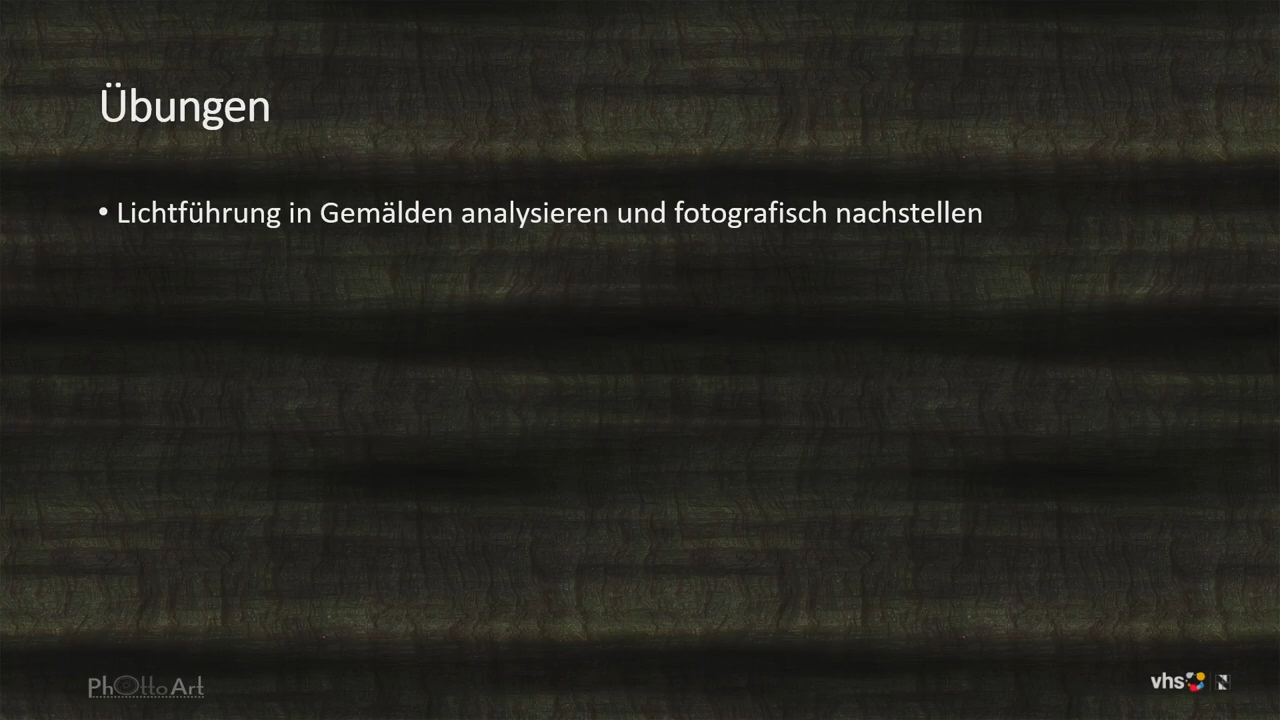 Übungen
• Lichtführung in Gemälden analysieren und fotografisch nachstellen
PhOttoArt
vhs